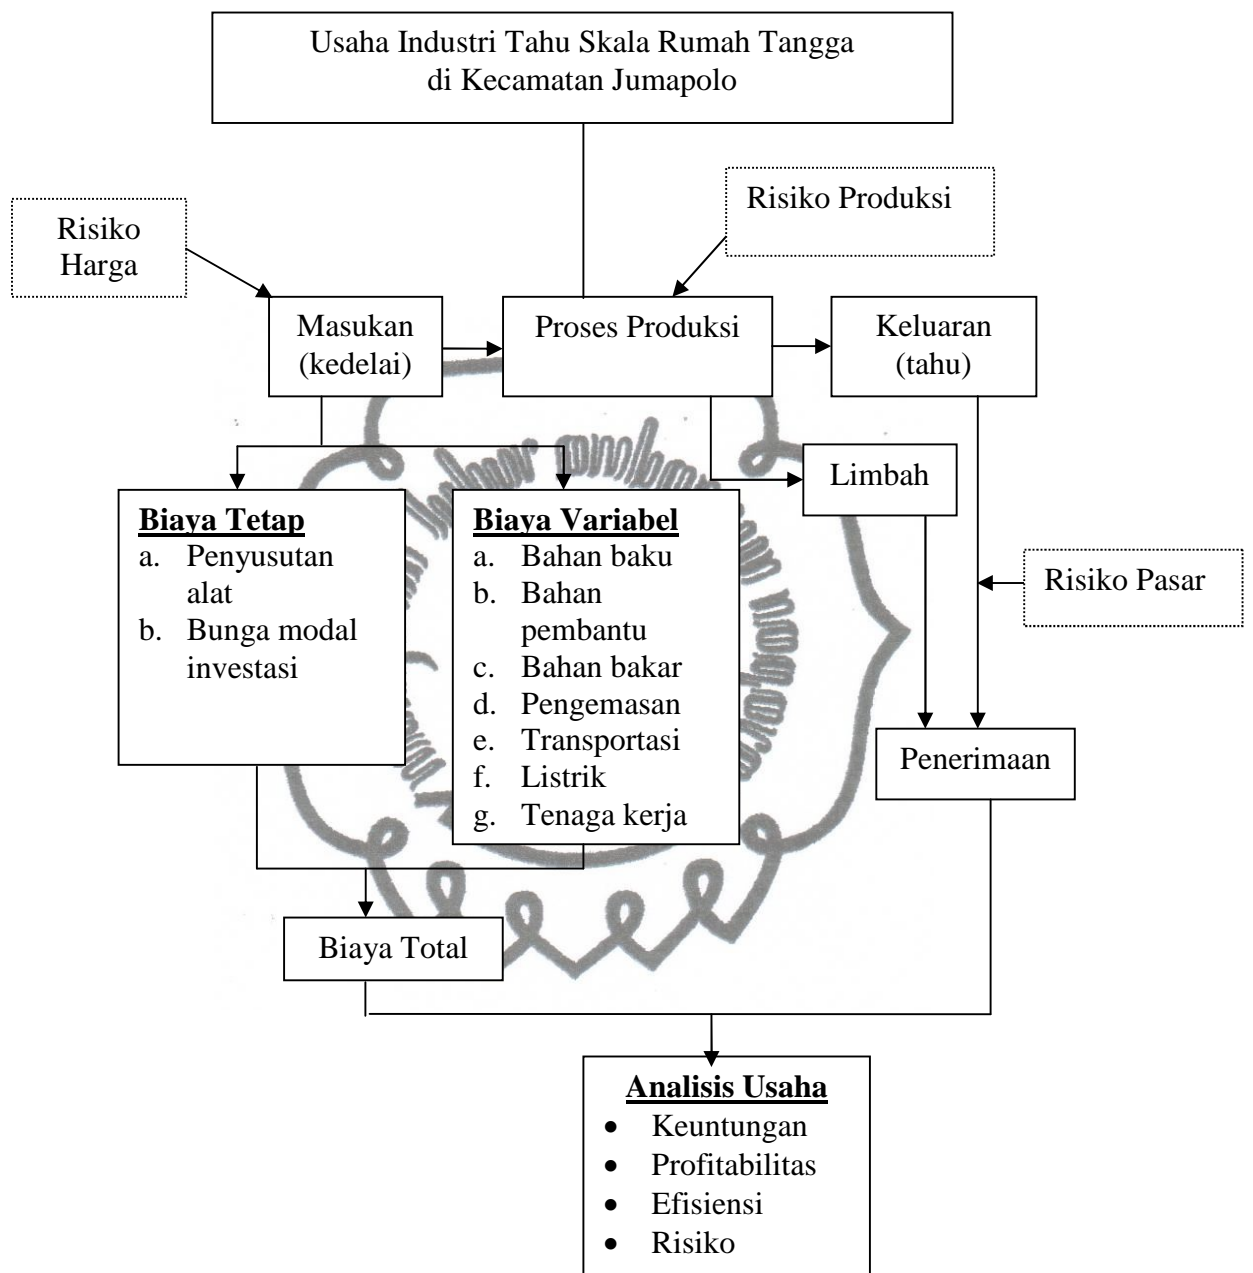 Usaha Industri Tahu Skala Rumah Tangga
di Kecamatan Jumapolo
Risiko Produksi
Risiko
Harga
Masukan
(kedelai)
Proses Produksi
Keluaran
(tahu)
Limbah
Biaya Tetap
a. Penyusutan
alat
b. Bunga modal
investasi
Biaya Variabel
a. Bahan baku
b. Bahan
pembantu
c. Bahan bakar
d. Pengemasan
e. Transportasi
f. Listrik
g. Tenaga kerja
Risiko Pasar
Penerimaan
Biaya Total
Analisis Usaha
• Keuntungan
• Profitabilitas
• Efisiensi
• Risiko